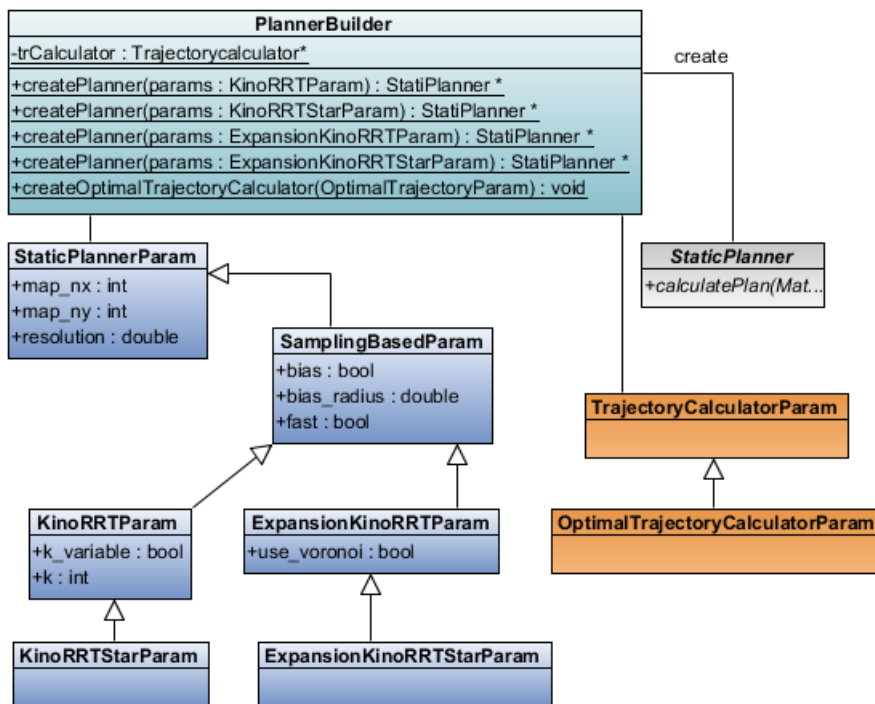 PlannerBuilder
-trCalculator : Trajectorycalculator*
+createPlanner(params : KinoRRTParam) : StatiPlanner *
+createPlanner(params : KinoRRTStarParam) : StatiPlanner *
+createPlanner(params : ExpansionKinoRRTParam) : StatiPlanner *
+createPlanner(params : ExpansionKinoRRTStarParam) : StatiPlanner *
+createOptimalTrajectoryCalculator(OptimalTrajectoryParam) : void
create
StaticPlannerParam
+map_nx : int
+map_ny : int
+resolution : double
StaticPlanner
+calculatePlan(Mat...
SamplingBasedParam
+bias : bool
+bias_radius : double
+fast : bool
TrajectoryCalculatorParam
KinoRRTParam
+k_variable : bool
+k : int
ExpansionKinoRRTParam
+use_voronoi : bool
OptimalTrajectoryCalculatorParam
KinoRRTStarParam
ExpansionKinoRRTStarParam